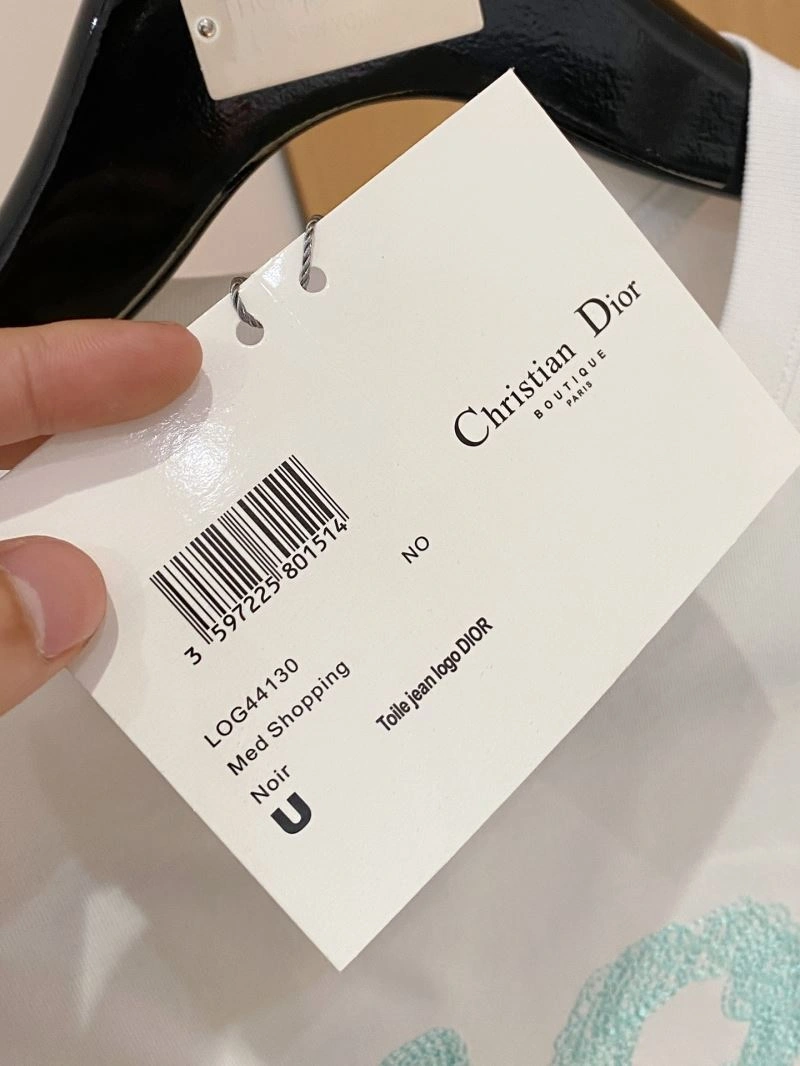 Christian Dior
BOUTIQUE
PARIS
3 597225 801514
NO
LOG44130
Med Shopping
Toile jean logo DIOR
Noir
U